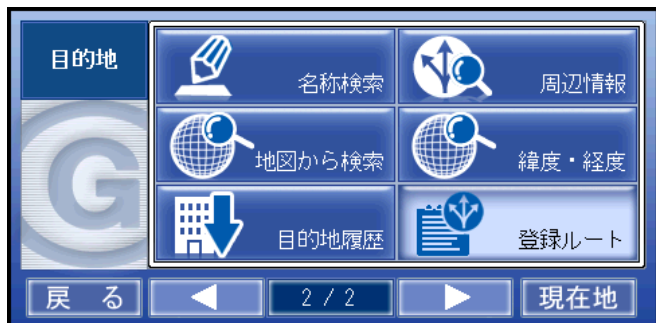 目的地
名称検索
周辺情報
地図から検索
緯度・経度
目的地履歴
登録ルート
G
戻る
2/2
現在地